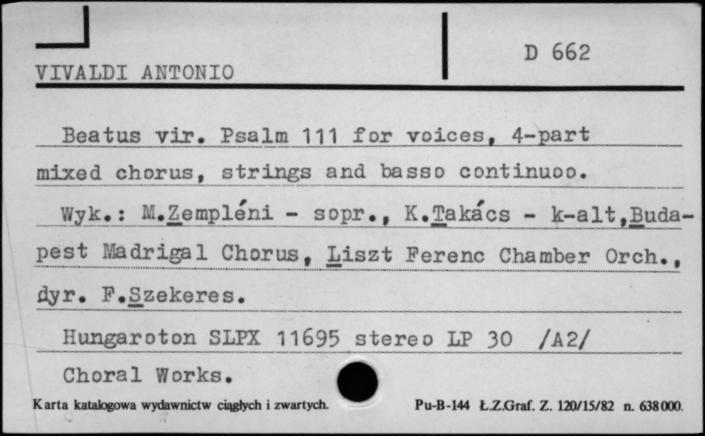 D 662
VIVALDI ANTONIO
Beatus vir. Psalm 111 for voices, 4-part
mixed chorus, strings and basso continuoo.
Wyk.: M.Zempléni - sopr., K.Takács - k-alt,Buda-
pest Madrigal Chorus, Liszt Ferenc Chamber Orch.,
dyr. F.Szekeres.
Hungaroton SLPX 11695 stereo LP 30 /A2/
Choral Works.
Karta katalogowa wydawnictw ciągłych i zwartych. Pu-B-144 Ł.Z.Graf. Z. 120/15/82 n. 638000.